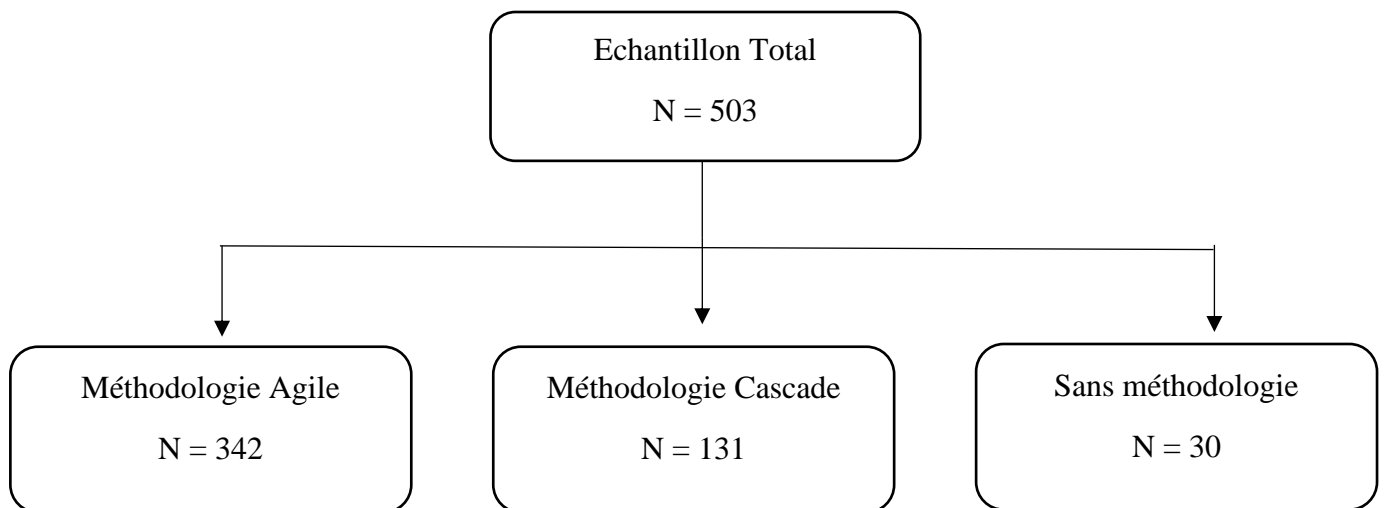 Echantillon Total
N = 503
Méthodologie Agile
N = 342
Méthodologie Cascade
N = 131
Sans méthodologie
N = 30